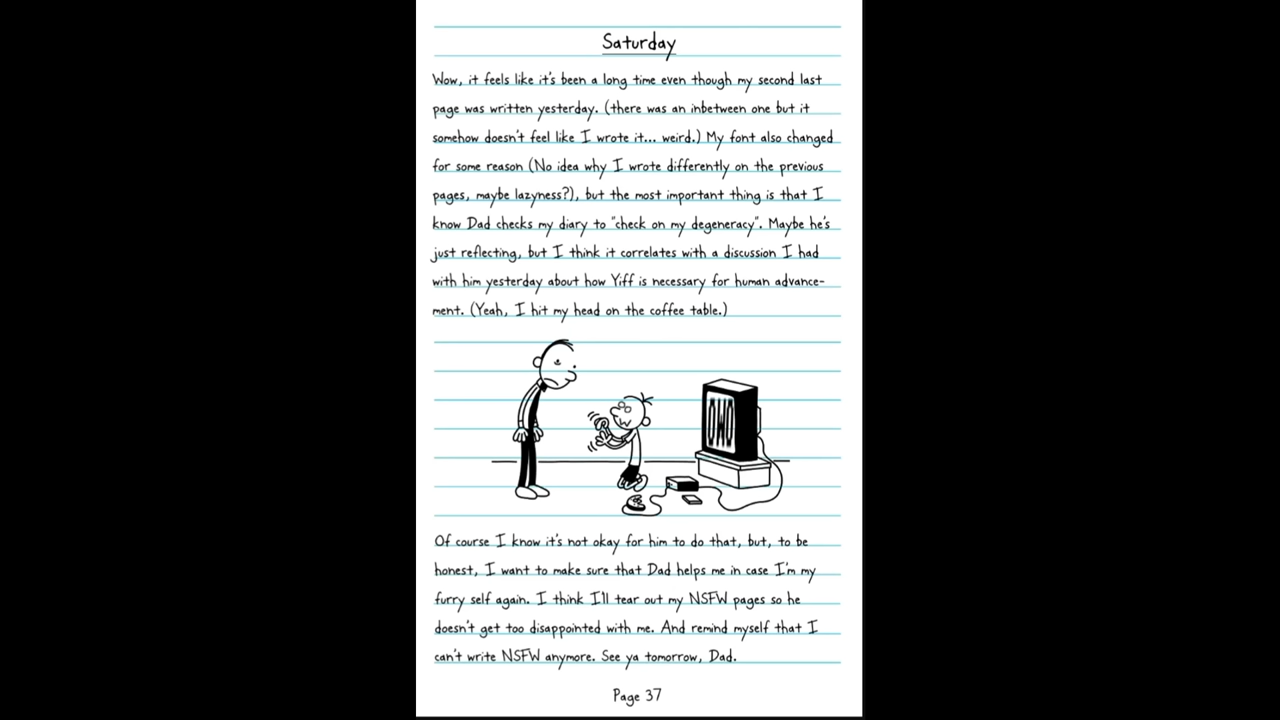 Saturday
Wow, it feels like it's been a long time even though my second last
page was written yesterday. (there was an inbetween one but it
somehow doesn't feel like I wrote it... weird.) My font also changed
for some reason (No idea why I wrote differently on the previous
pages, maybe lazyness?), but the most important thing is that I
know Dad checks my diary to "check on my degeneracy". Maybe he's
just reflecting, but I think it correlates with a discussion I had
with him yesterday about how Yiff is necessary for human advance-
ment. (Yeah, I hit my head on the coffee table.)
OWO
Of course I know it's not okay for him to do that, but, to be
honest, I want to make sure that Dad helps me in case I'm my
furry self again. I think I'll tear out my NSFW pages so he
doesn't get too disappointed with me. And remind myself that I
can't write NSFW anymore. See ya tomorrow, Dad.
Page 37